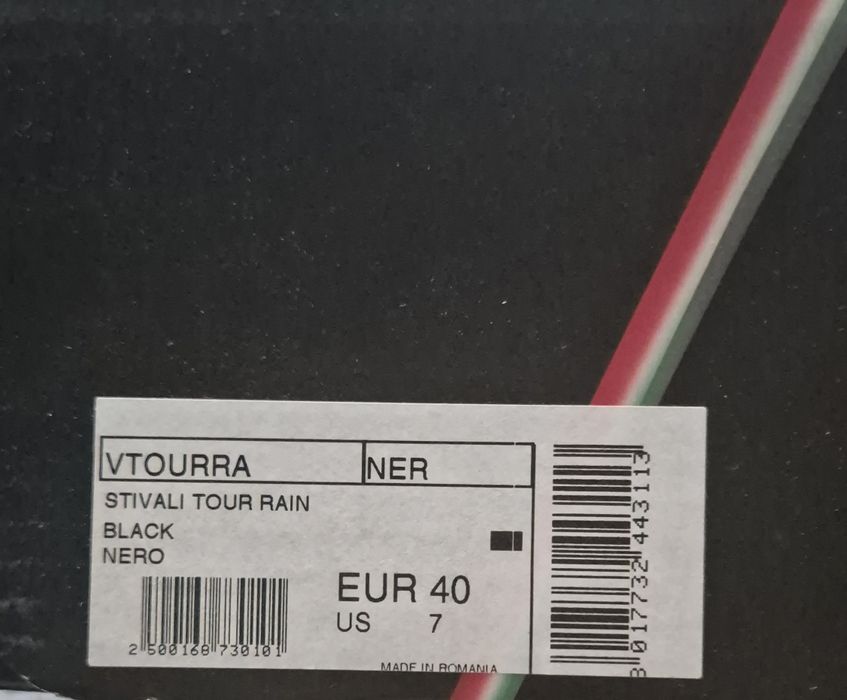 VTOURRA
NER
STIVALI TOUR RAIN
BLACK
NERO
EUR 40
US 7
2 500168 730101
MADE IN ROMANIA
8 017732 443113